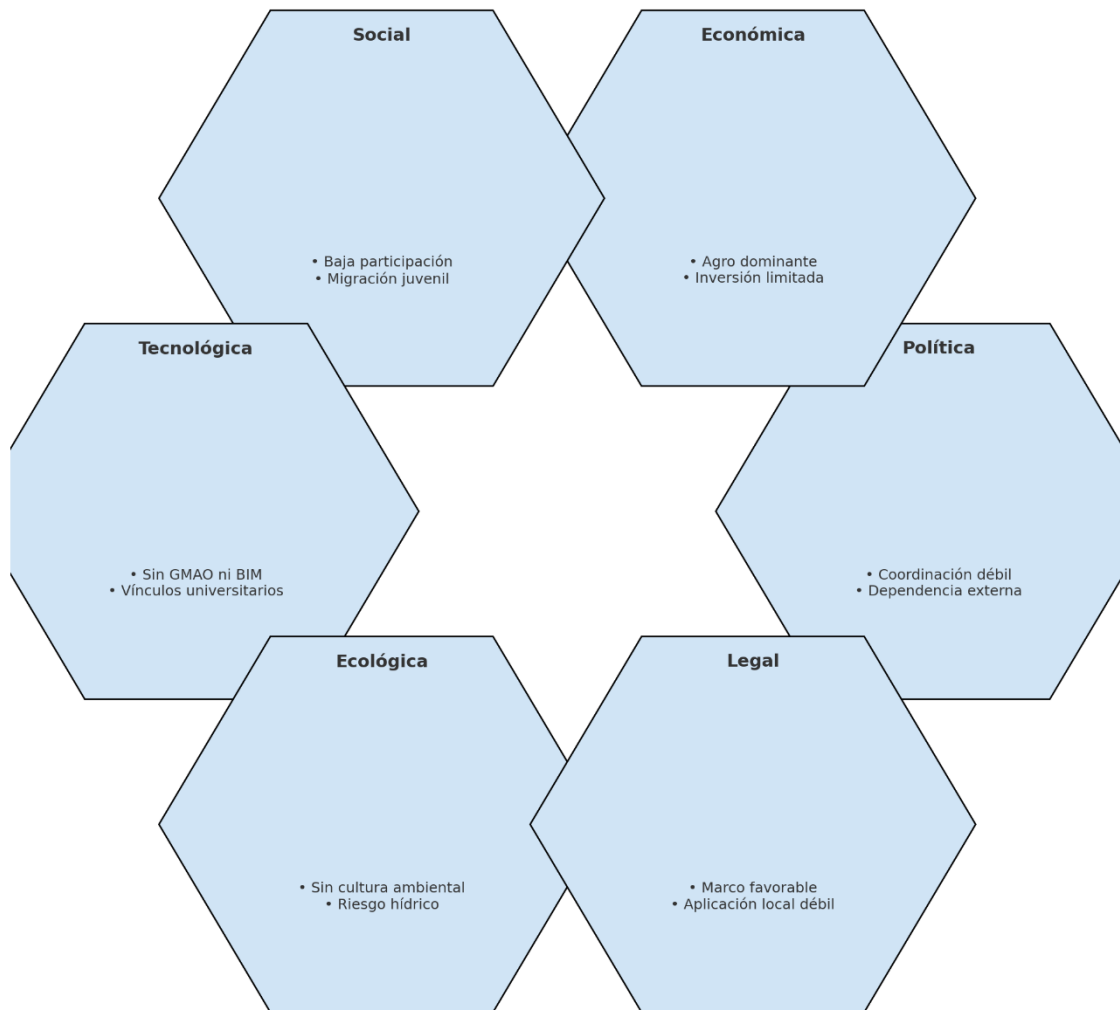 Social
• Baja participación
• Migración juvenil
Económica
• Agro dominante
• Inversión limitada
Tecnológica
• Sin GMAO ni BIM
• Vínculos universitarios
Política
• Coordinación débil
• Dependencia externa
Ecológica
• Sin cultura ambiental
• Riesgo hídrico
Legal
• Marco favorable
• Aplicación local débil